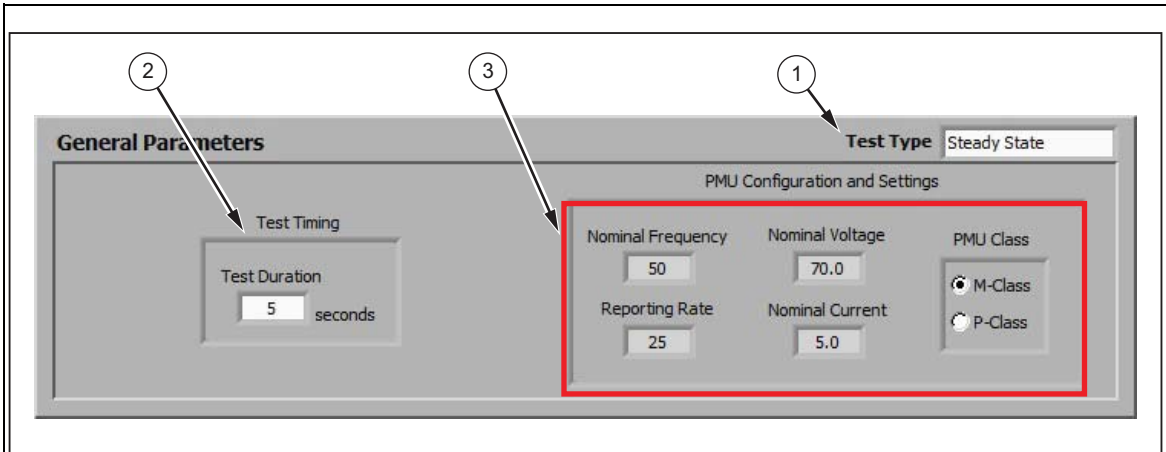 2
3
1
General Parameters
Test Type Steady State
PMU Configuration and Settings
Test Timing
Test Duration
5 seconds
Nominal Frequency
50
Reporting Rate
25
Nominal Voltage
70.0
Nominal Current
5.0
PMU Class
M-Class
P-Class